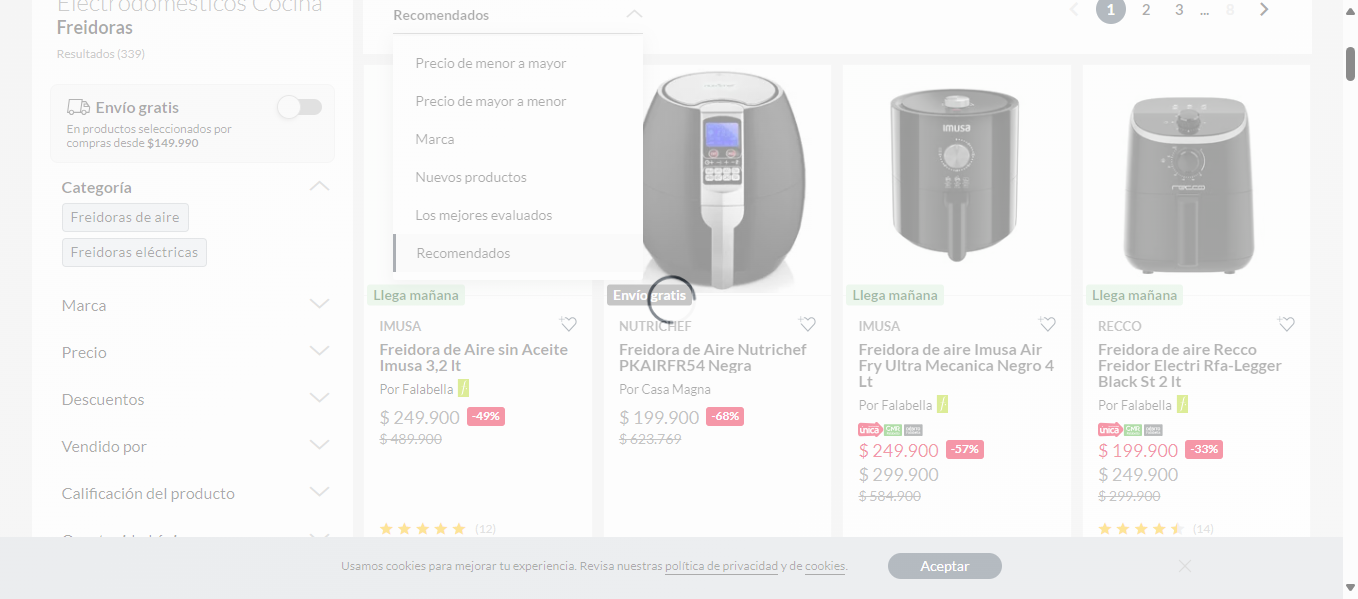 Electrodomésticos Cocina
Freidoras
Resultados (339)
Envío gratis
En productos seleccionados por
compras desde $149.990
Categoría
Freidoras de aire
Freidoras eléctricas
Marca
Precio
Descuentos
Vendido por
Calificación del producto
Recomendados
Precio de menor a mayor
Precio de mayor a menor
Marca
Nuevos productos
Los mejores evaluados
Recomendados
1 2 3 ... 8
Llega mañana
IMUSA
Freidora de Aire sin Aceite
Imusa 3,2 lt
Por Falabella
$ 249.900 -49%
$ 489.900
(12)
Envío gratis
NUTRICHEF
Freidora de Aire Nutrichef
PKAIRFR54 Negra
Por Casa Magna
$ 199.900 -68%
$ 623.769
IMUSA
Llega mañana
IMUSA
Freidora de aire Imusa Air
Fry Ultra Mecanica Negro 4
Lt
Por Falabella
unica CMR
$ 249.900 -57%
$ 299.900
$ 584.900
recco
Llega mañana
RECCO
Freidora de aire Recco
Freidor Electri Rfa-Legger
Black St 2 lt
Por Falabella
unica CMR
$ 199.900 -33%
$ 249.900
$ 299.900
(14)
Usamos cookies para mejorar tu experiencia. Revisa nuestras política de privacidad y de cookies.
Aceptar